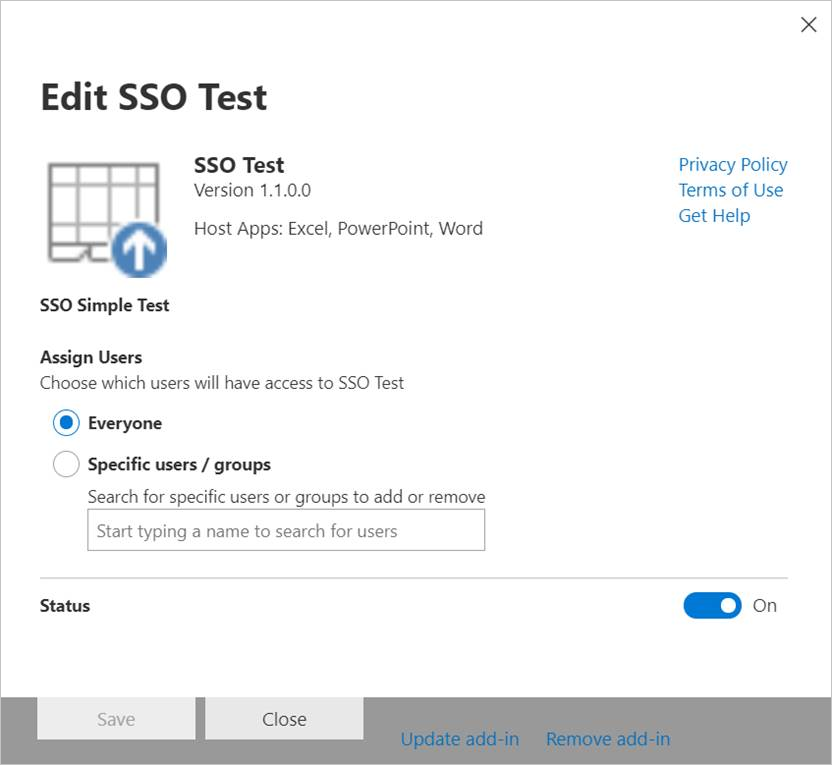 Edit SSO Test
SSO Test
Version 1.1.0.0
Host Apps: Excel, PowerPoint, Word
Privacy Policy
Terms of Use
Get Help
SSO Simple Test
Assign Users
Choose which users will have access to SSO Test
Everyone
Specific users / groups
Search for specific users or groups to add or remove
Start typing a name to search for users
Status
On
Save
Close
Update add-in
Remove add-in